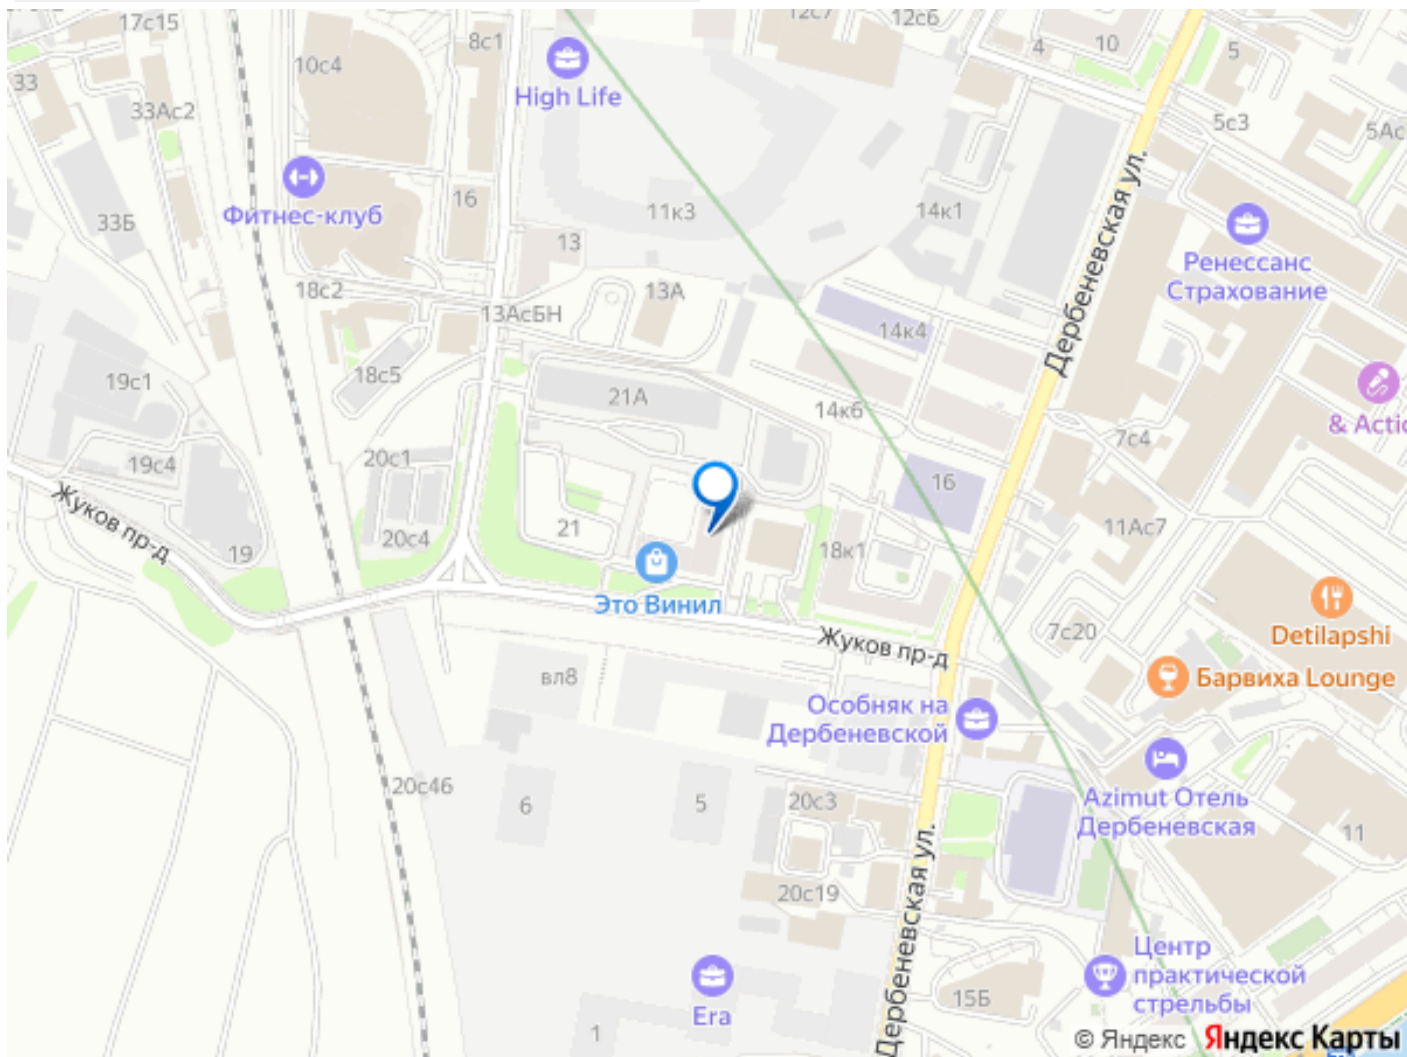 17с15
12с7
12с6
8с1
4
10
5
10с4
High Life
33
33Ас2
5с3
5Ас
Фитнес-клуб
16
33Б
11к3
14к1
Дербеневская ул.
Ренессанс
Страхование
13
18с2
13А
13АсБН
14к4
19с1
18с5
21А
14к6
& Actio
7с4
20с1
19с4
16
Жуков пр-д
19
20с4
21
18к1
11Ас7
Это Винил
Detilapshi
7с20
Жуков пр-д
вл8
Барвиха Lounge
Особняк на
Дербеневской
20с46
6
5
20с3
Azimut Отель
Дербеневская
11
Дербеневская ул.
20с19
Центр
практической
стрельбы
15Б
Era
1
© Яндекс Яндекс Карты